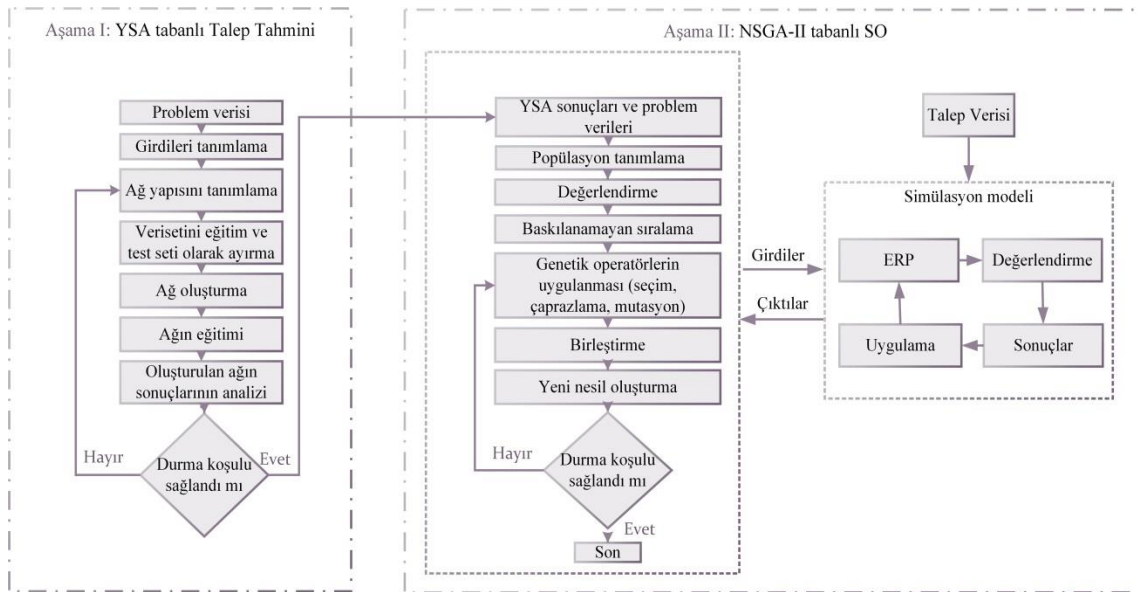 Aşama I: YSA tabanlı Talep Tahmini
Problem verisi
Girdileri tanımlama
Ağ yapısını tanımlama
Verisetini eğitim ve
test seti olarak ayırma
Ağ oluşturma
Ağın eğitimi
Oluşturulan ağın
sonuçlarının analizi
Hayır
Evet
Durma koşulu
sağlandı mı
Aşama II: NSGA-II tabanlı SO
YSA sonuçları ve problem
verileri
Popülasyon tanımlama
Değerlendirme
Baskılanamayan sıralama
Genetik operatörlerin
uygulanması (seçim,
çaprazlama, mutasyon)
Birleştirme
Yeni nesil oluşturma
Hayır
Durma koşulu
sağlandı mı
Evet
Son
Girdiler
Çıktılar
Talep Verisi
Simülasyon modeli
ERP
Değerlendirme
Uygulama
Sonuçlar